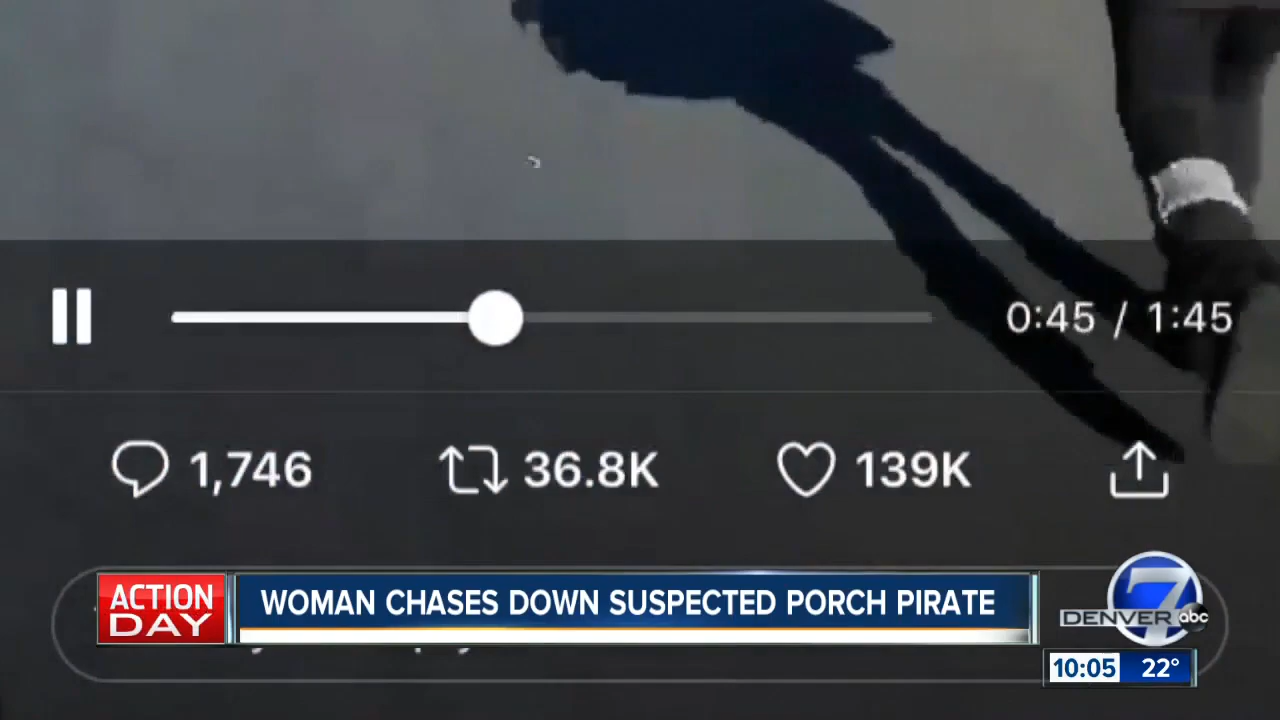 0:45 / 1:45
1,746
36.8K
139K
ACTION DAY
WOMAN CHASES DOWN SUSPECTED PORCH PIRATE
DENVER 7 abc
10:05 22°